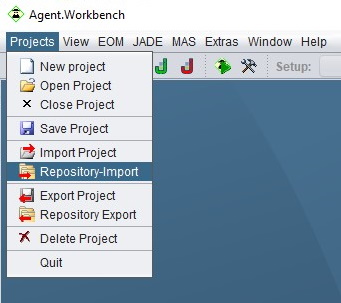 Agent.Workbench
Projects View EOM JADE MAS Extras Window Help
New project
Open Project
Close Project
Setup:
Save Project
Import Project
Repository-Import
Export Project
Repository Export
Delete Project
Quit